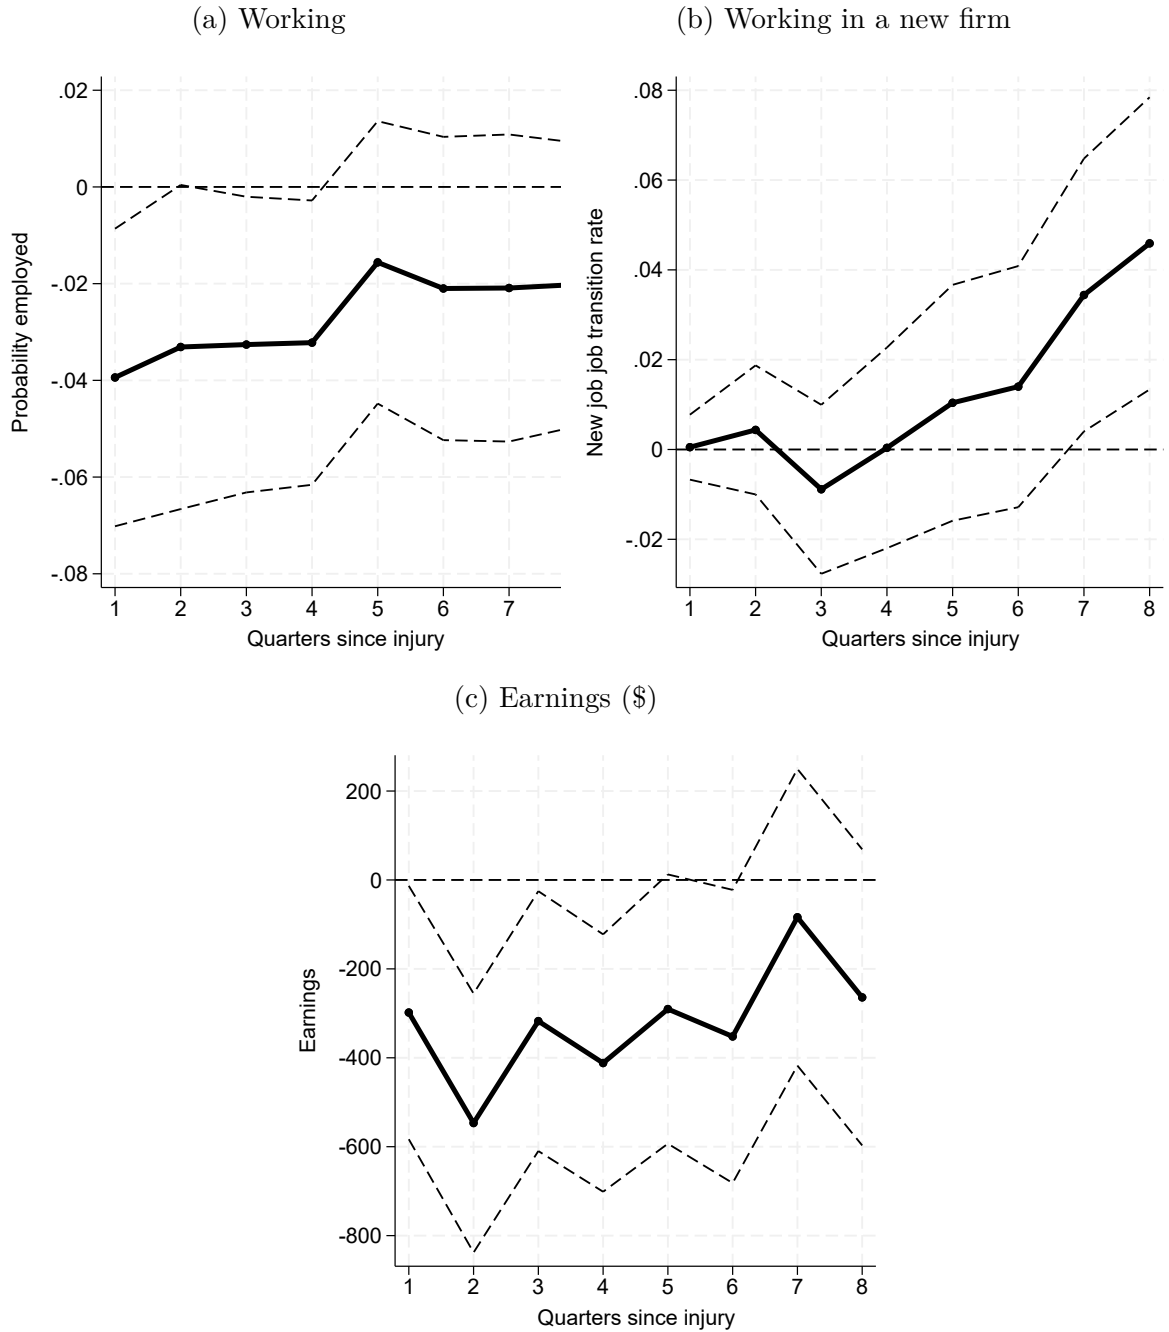 (a) Working
.02
0
-.02
-.04
-.06
-.08
Probability employed
1 2 3 4 5 6 7
Quarters since injury
(b) Working in a new firm
.08
.06
.04
.02
0
-.02
New job job transition rate
1 2 3 4 5 6 7 8
Quarters since injury
(c) Earnings ($)
200
0
-200
-400
-600
-800
Earnings
1 2 3 4 5 6 7 8
Quarters since injury